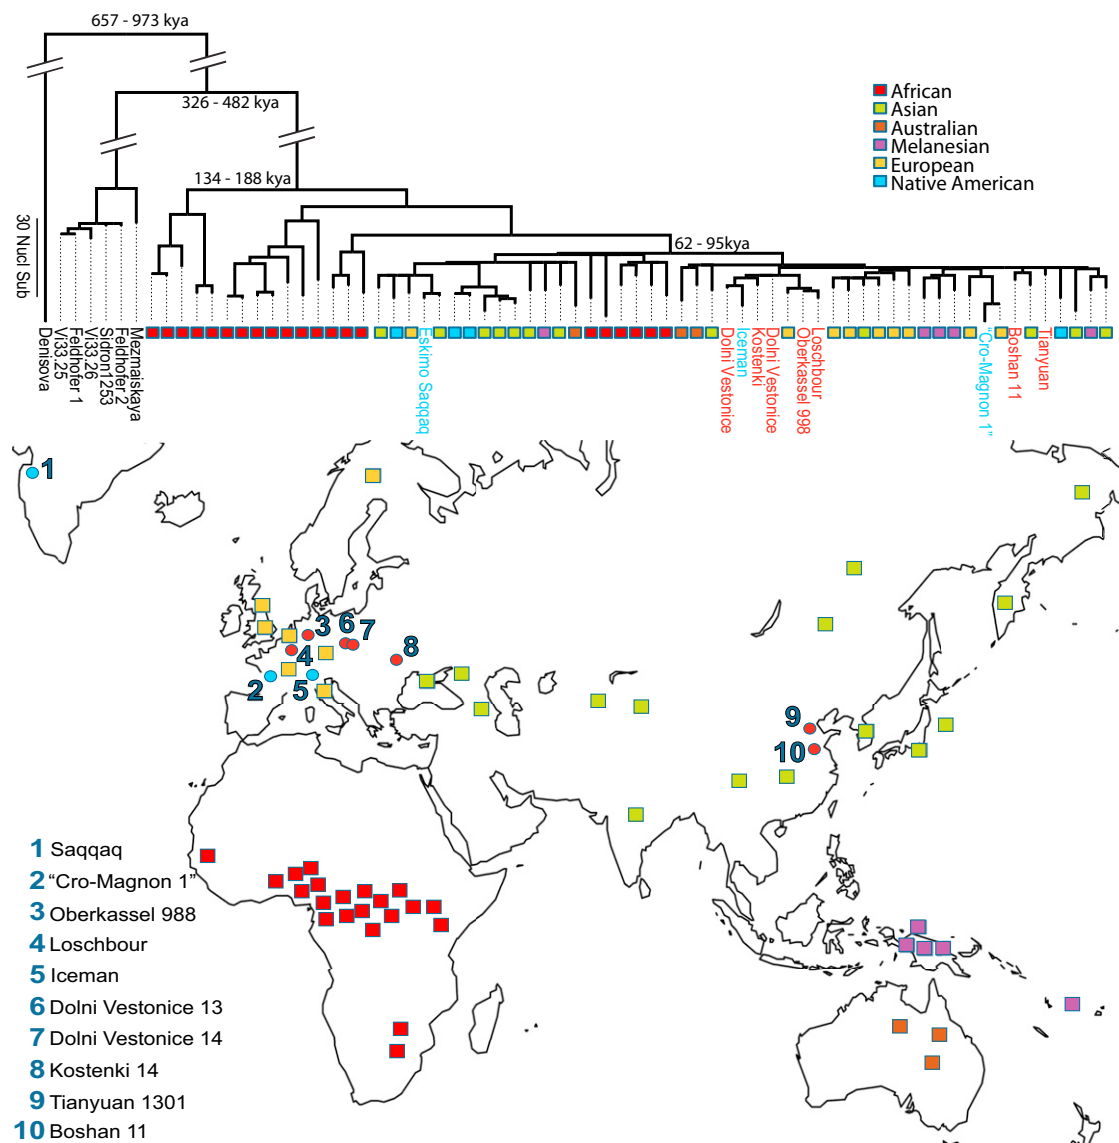 657 - 973 kya
326 - 482 kya
134 - 188 kya
62 - 95kya
African
Asian
Australian
Melanesian
European
Native American
30 Nucl Sub
Denisova
Vi33.25
Feldhofer 1
Vi33.26
Sidron1253
Feldhofer 2
Mezmaiskaya
Eskimo Saqqaq
Dolni Vestonice
Iceman
Kostenki
Dolni Vestonice
Oberkassel 998
Loschbour
"Cro-Magnon 1"
Boshan 11
Tianyuan
1
2
3
4
5
6
7
8
9
10
1 Saqqaq
2 "Cro-Magnon 1"
3 Oberkassel 988
4 Loschbour
5 Iceman
6 Dolni Vestonice 13
7 Dolni Vestonice 14
8 Kostenki 14
9 Tianyuan 1301
10 Boshan 11